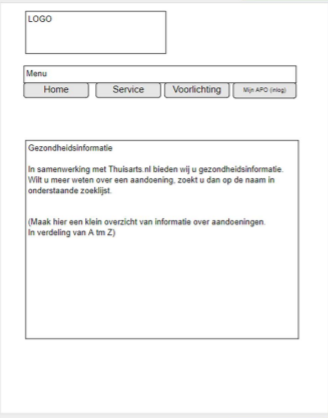 LOGO
Menu
Home Service Voorlichting Mijn APO (inlog)
Gezondheidsinformatie
In samenwerking met Thuisarts.nl bieden wij u gezondheidsinformatie.
Wilt u meer weten over een aandoening, zoekt u dan op de naam in
onderstaande zoeklijst.
(Maak hier een klein overzicht van informatie over aandoeningen.
In verdeling van A tm Z)